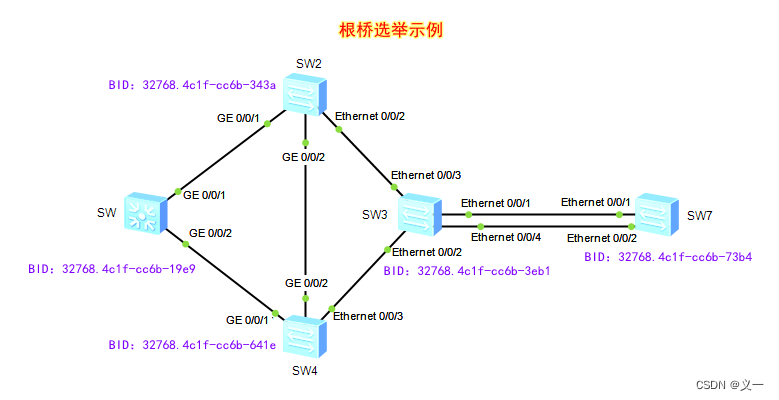 根桥选举示例
SW2
BID：32768.4c1f-cc6b-343a
Ethernet 0/0/2
GE 0/0/1
GE 0/0/2
Ethernet 0/0/3
GE 0/0/1
SW
SW3
Ethernet 0/0/1
Ethernet 0/0/1
SW7
GE 0/0/2
Ethernet 0/0/4
Ethernet 0/0/2
Ethernet 0/0/2
BID：32768.4c1f-cc6b-73b4
BID：32768.4c1f-cc6b-19e9
BID：32768.4c1f-cc6b-3eb1
GE 0/0/2
GE 0/0/1
Ethernet 0/0/3
BID：32768.4c1f-cc6b-641e
SW4
CSDN @义一